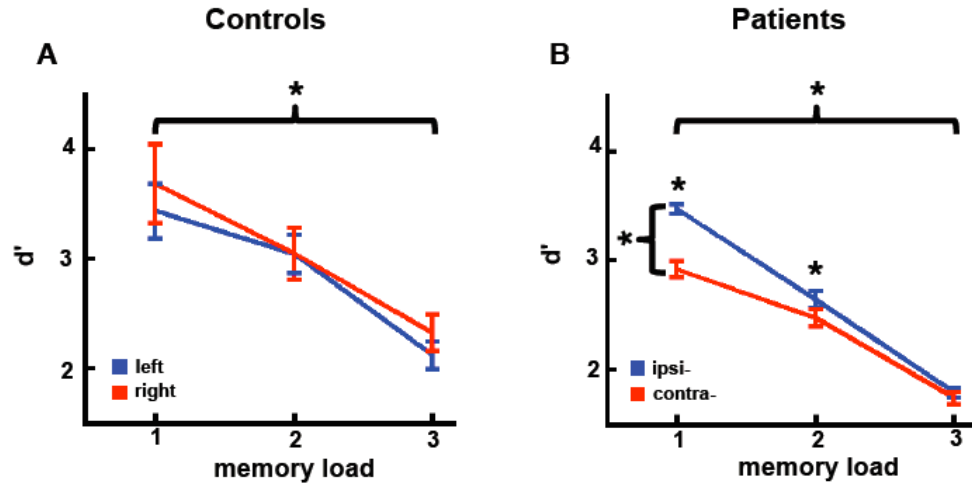 Controls
A
*
4
3
2
d'
left
right
1 2 3
memory load
Patients
B
*
4
3
2
d'
*
*
*
ipsi-
contra-
1 2 3
memory load